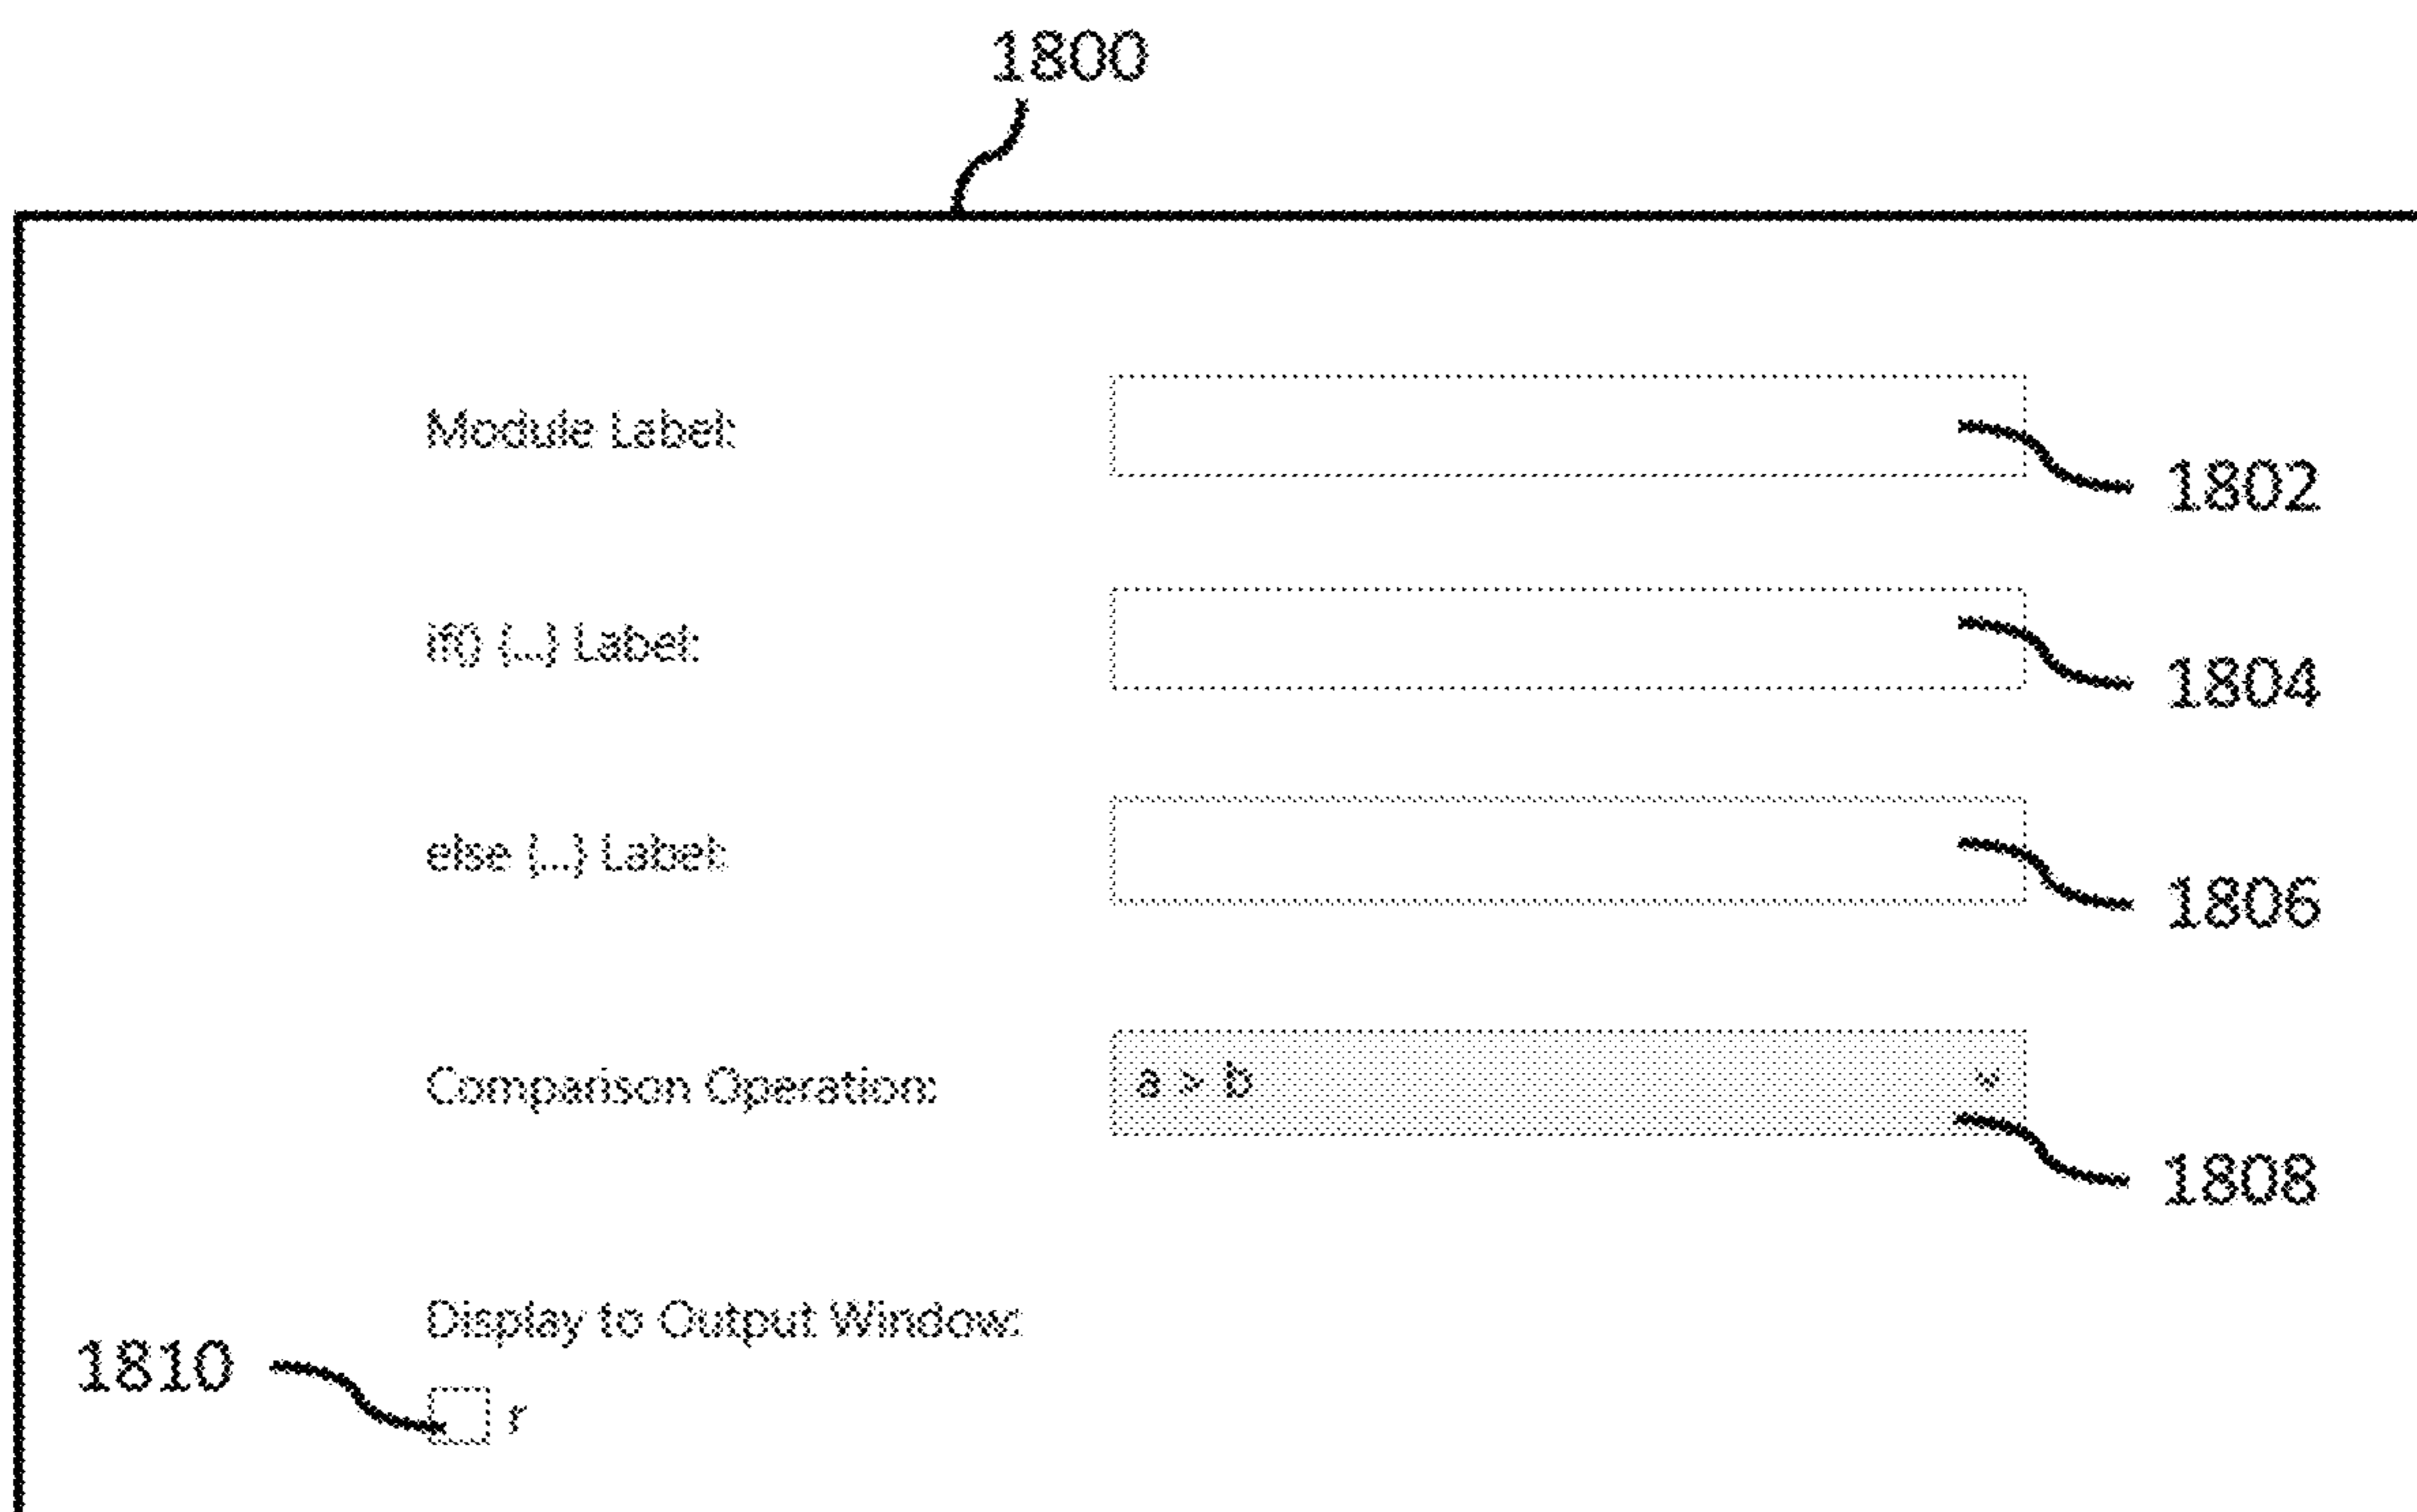 1800
Module Label:
1802
if() {...} Label:
1804
else {...} Label:
1806
Comparison Operation:
a > b
1808
Display to Output Window:
1810
r